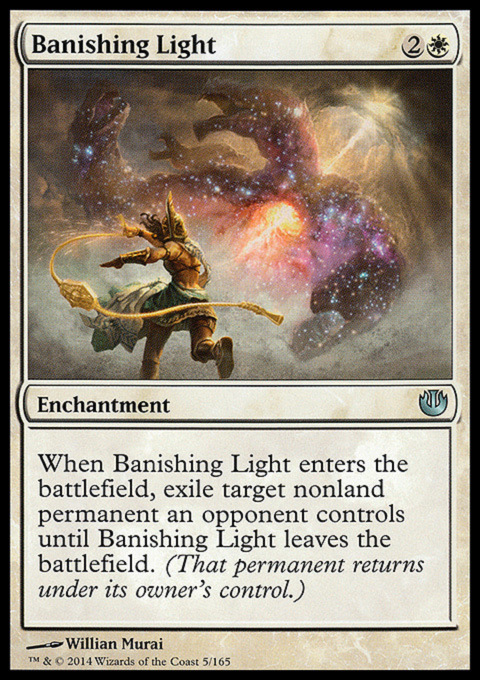 Banishing Light 2
Enchantment
When Banishing Light enters the
battlefield, exile target nonland
permanent an opponent controls
until Banishing Light leaves the
battlefield. (That permanent returns
under its owner's control.)
Willian Murai
™ & © 2014 Wizards of the Coast 5/165